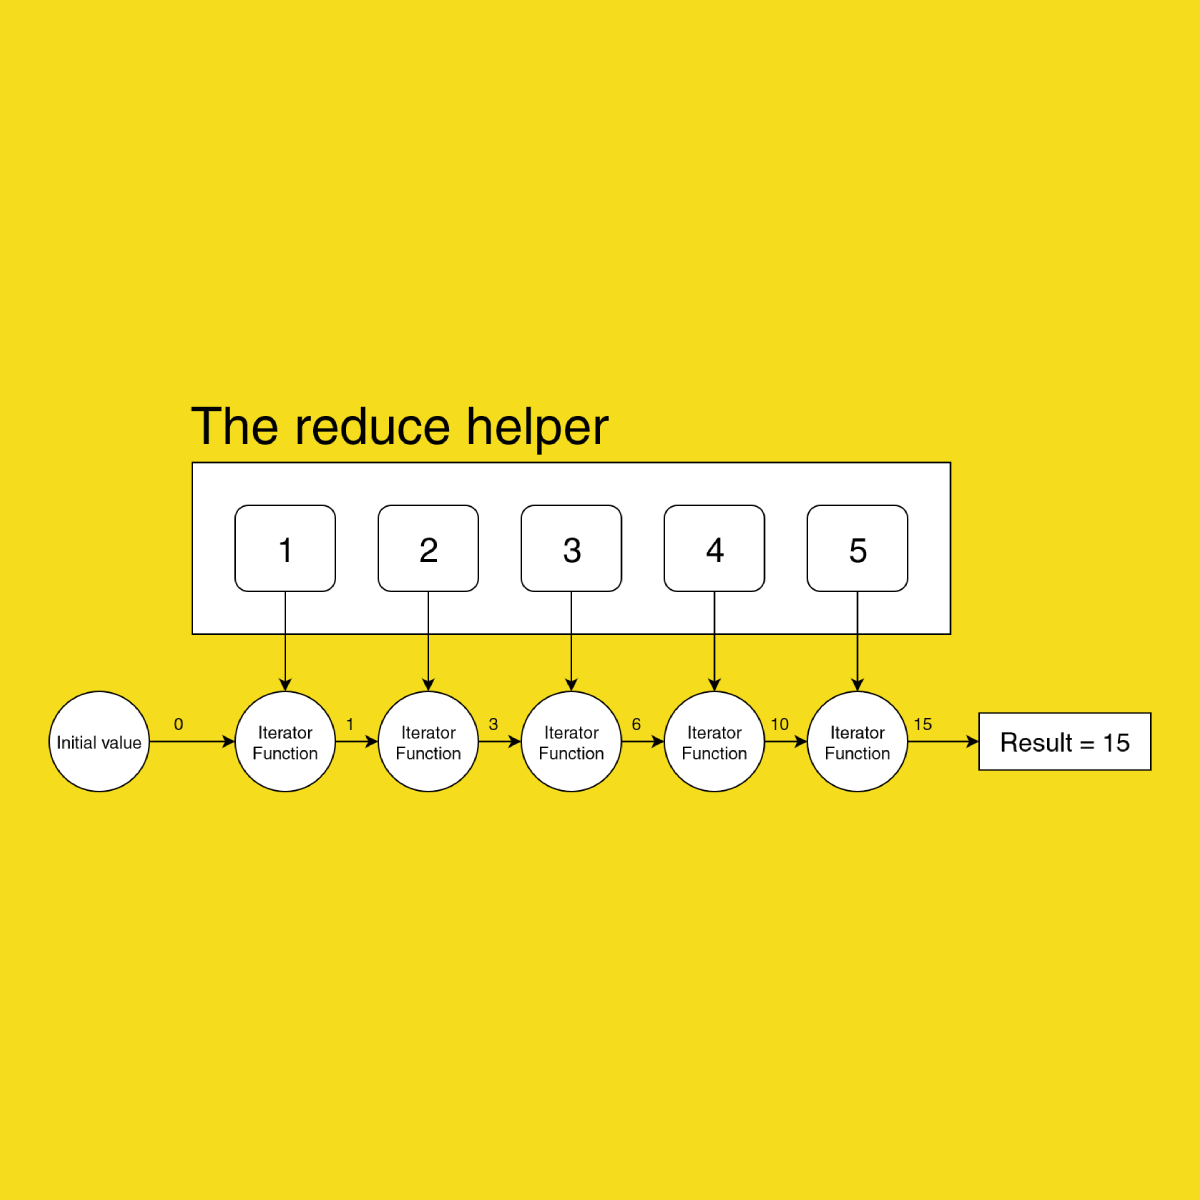 The reduce helper
1 2 3 4 5
0 1 3 6 10 15
Initial value
Iterator
Function
Iterator
Function
Iterator
Function
Iterator
Function
Iterator
Function
Result = 15